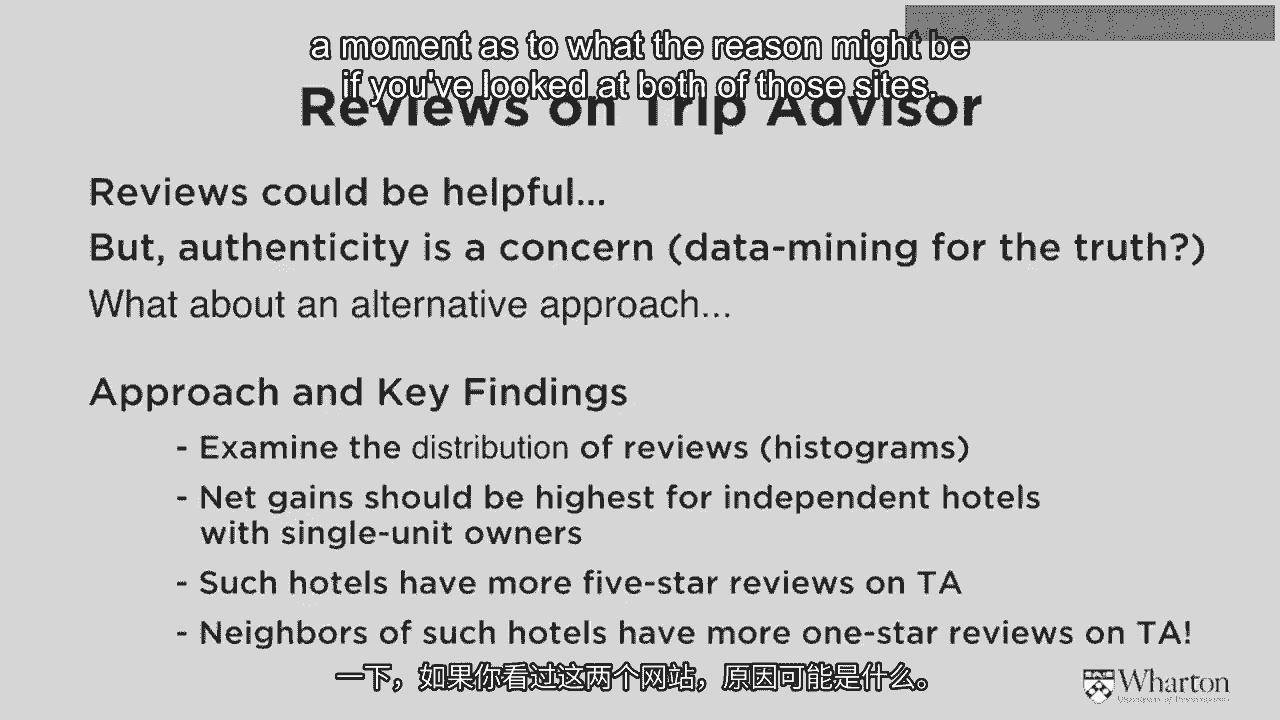 a moment as to what the reason might be
if you've looked at both of those sites.
Reviews on Trip Advisor
Reviews could be helpful...
But, authenticity is a concern (data-mining for the truth?)
What about an alternative approach...
Approach and Key Findings
- Examine the distribution of reviews (histograms)
- Net gains should be highest for independent hotels
with single-unit owners
- Such hotels have more five-star reviews on TA
- Neighbors of such hotels have more one-star reviews on TA!
一下，如果你看过这两个网站，原因可能是什么。
Wharton